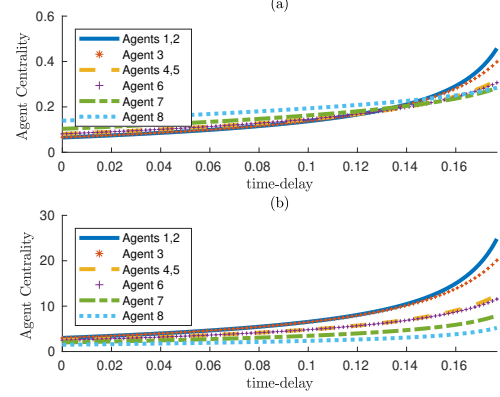 (a)
0.6
0.4
0.2
0
Agent Centrality
Agents 1,2
Agent 3
Agents 4,5
Agent 6
Agent 7
Agent 8
0 0.02 0.04 0.06 0.08 0.1 0.12 0.14 0.16
time-delay
(b)
30
20
10
0
Agent Centrality
Agents 1,2
Agent 3
Agents 4,5
Agent 6
Agent 7
Agent 8
0 0.02 0.04 0.06 0.08 0.1 0.12 0.14 0.16
time-delay